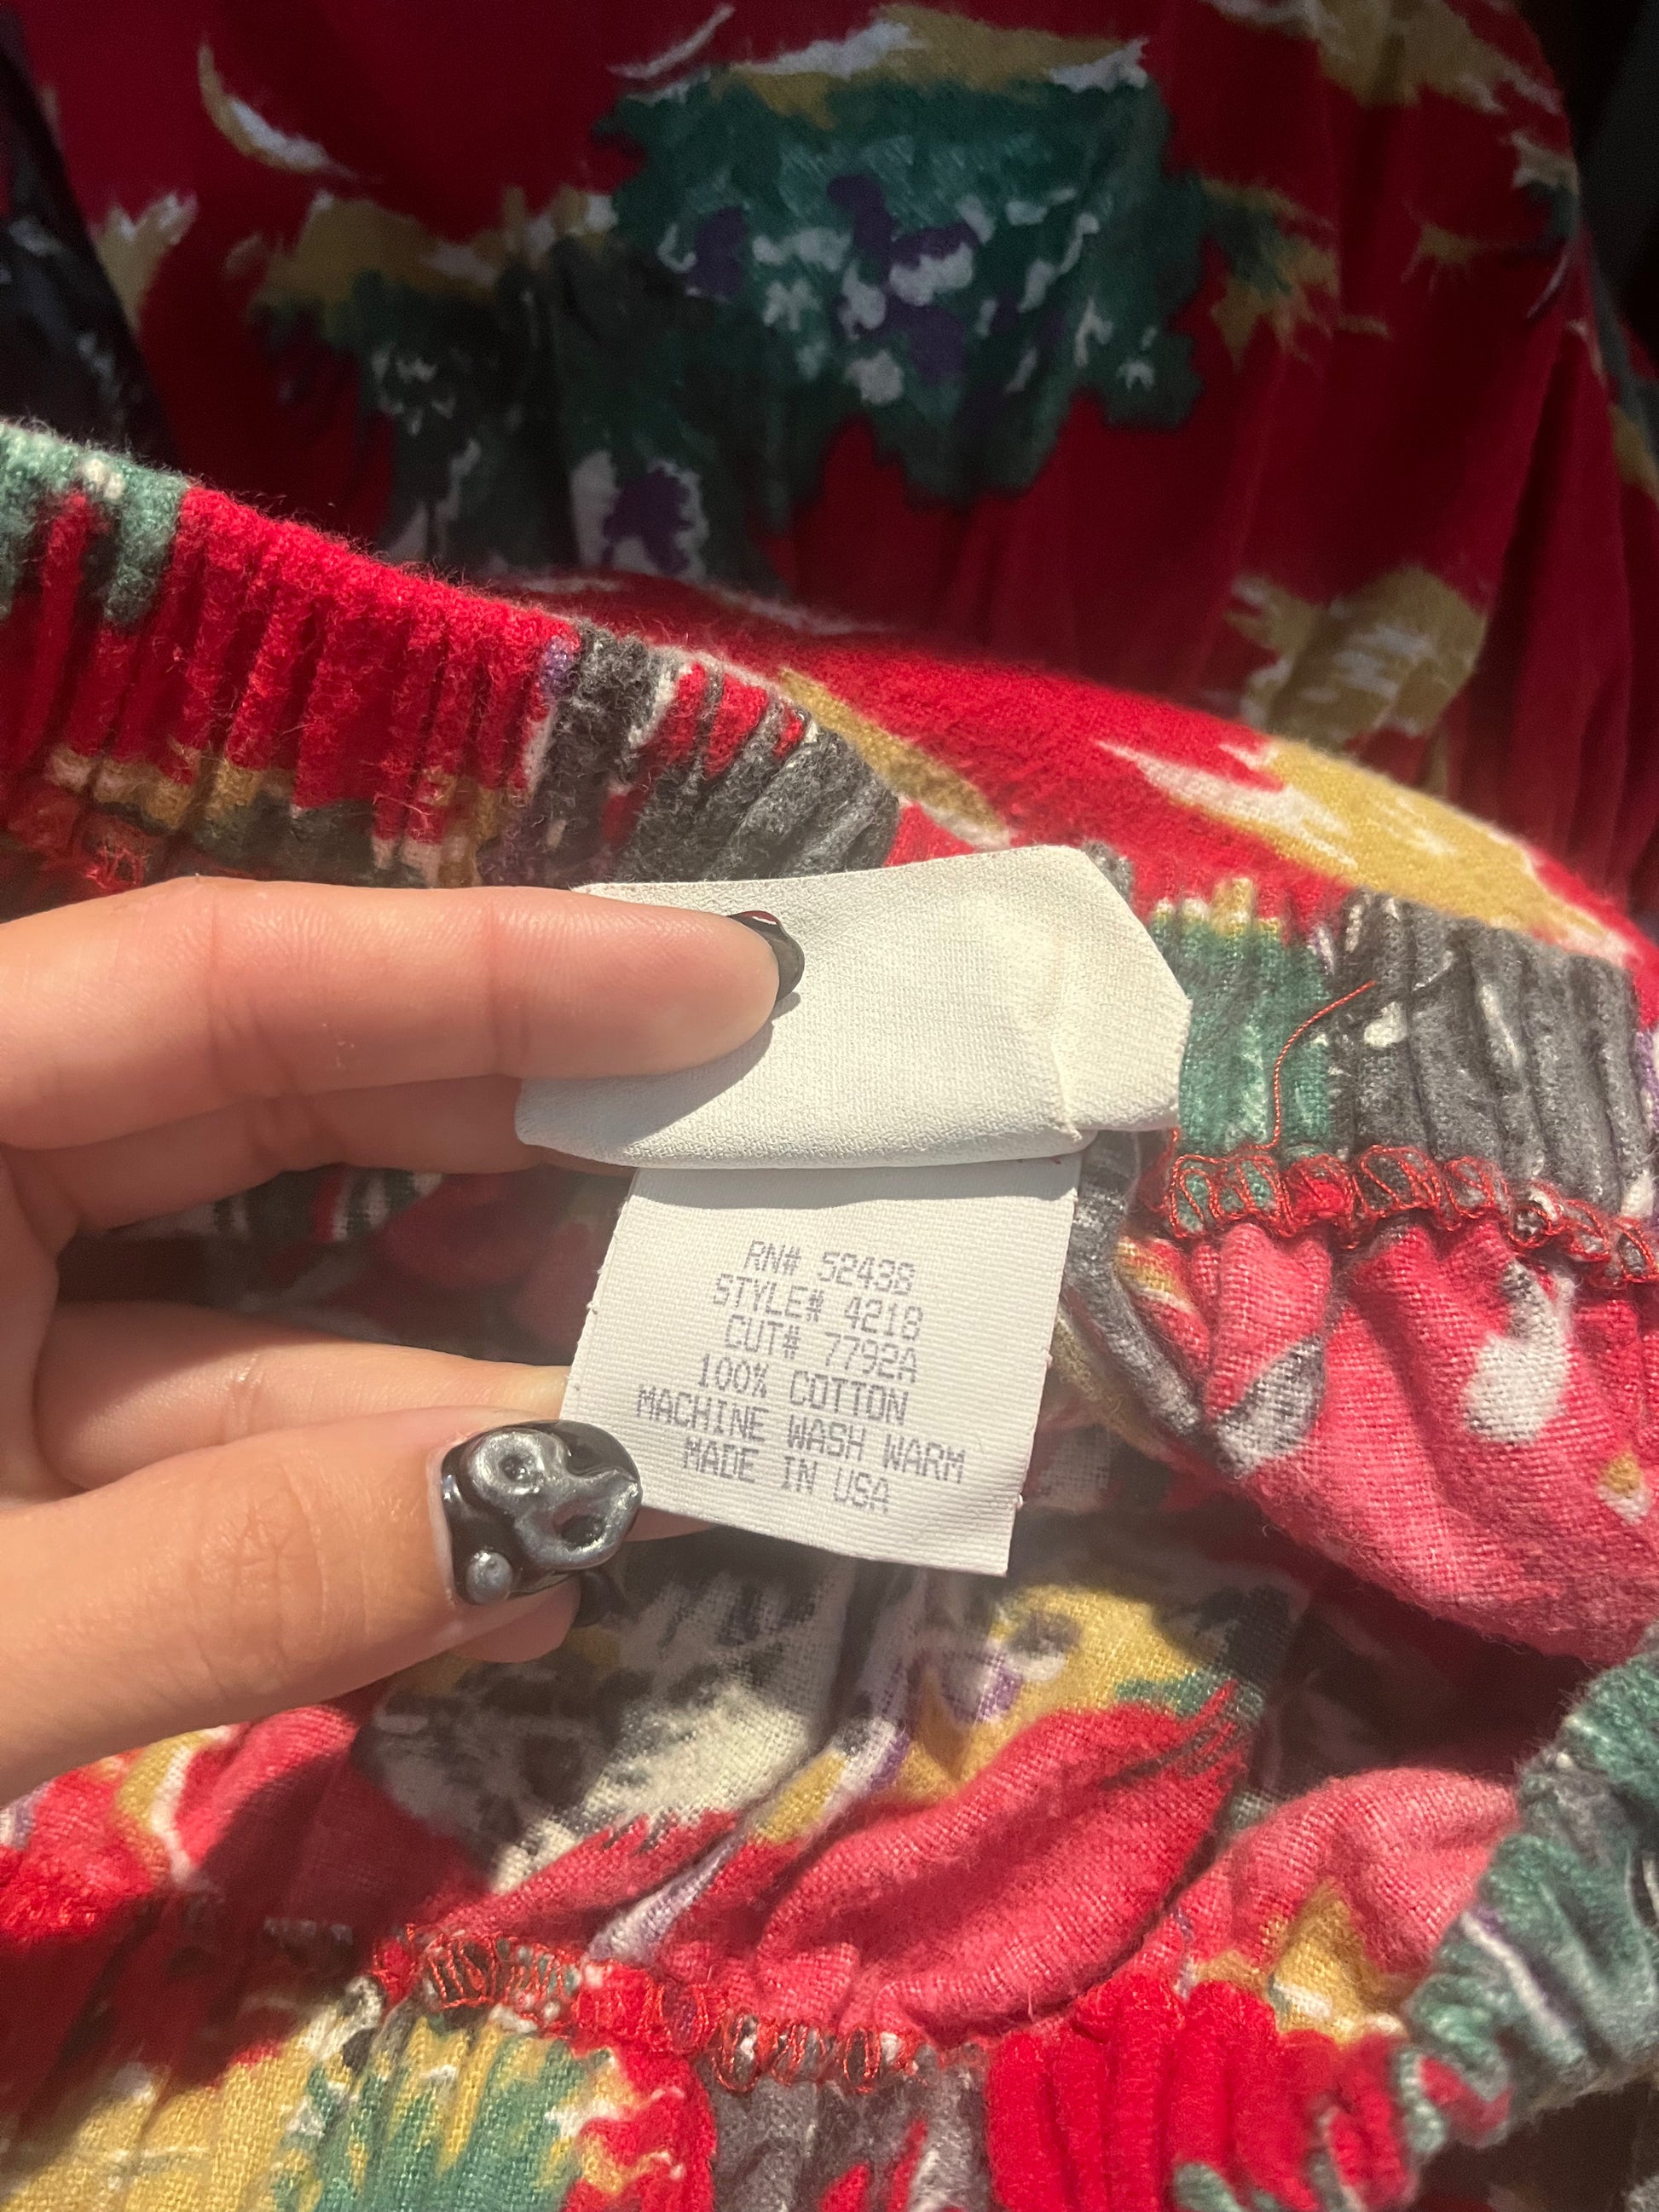 RN# 52438
STYLE# 4218
CUT# 7792A
100% COTTON
MACHINE WASH WARM
MADE IN USA